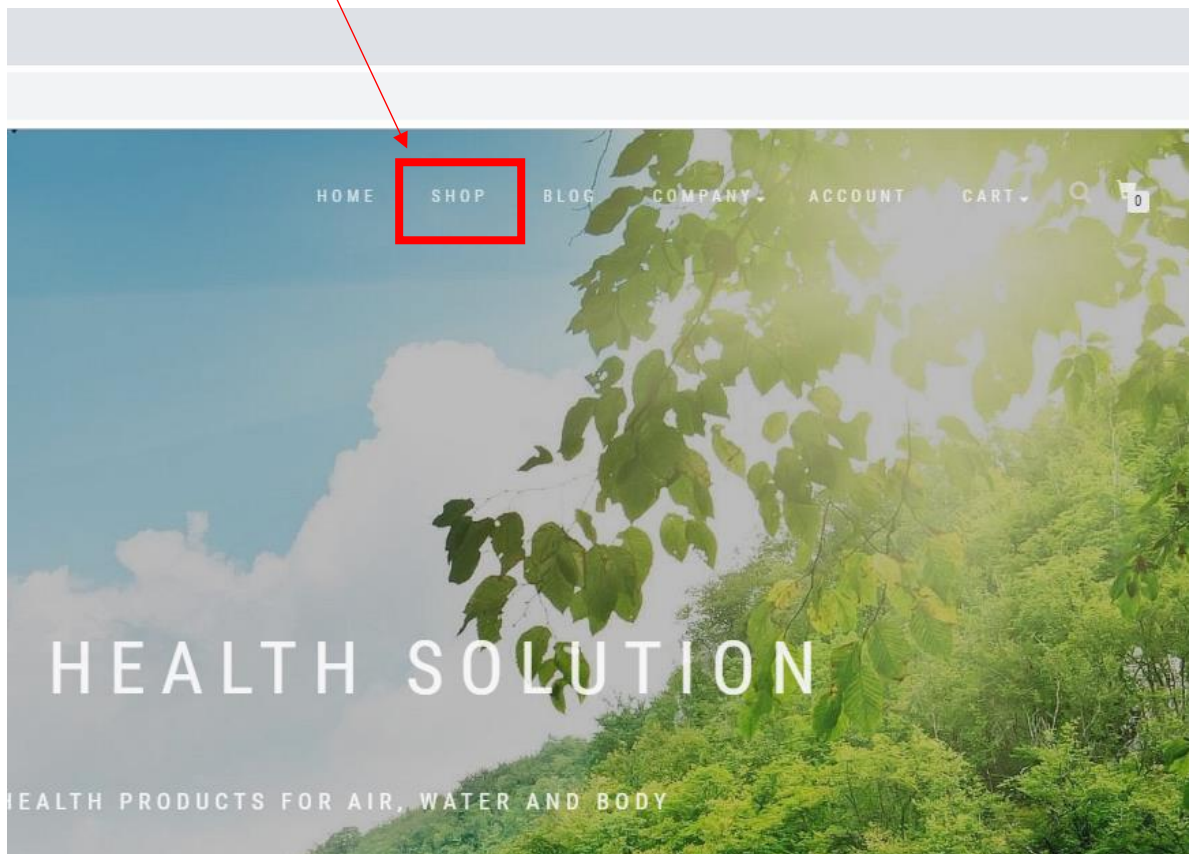 HOME SHOP BLOG COMPANY ACCOUNT CART 0
HEALTH SOLUTION
HEALTH PRODUCTS FOR AIR, WATER AND BODY